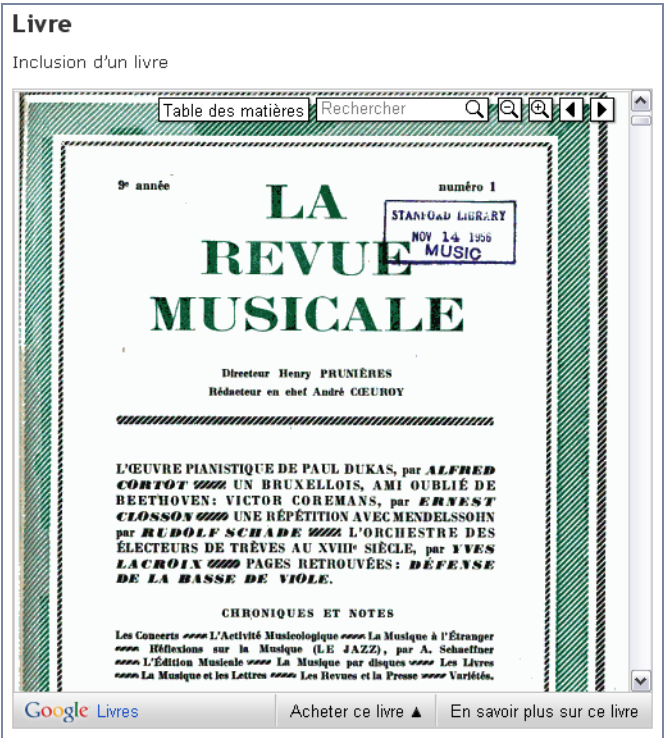 Livre
Inclusion d'un livre
Table des matières Rechercher
9e année numéro 1
LA
REVUE
MUSICALE
STANFORD LIBRARY
NOV 14 1956
MUSIC
Directeur Henry PRUNIÈRES
Rédacteur en chef André CŒUROY
L'ŒUVRE PIANISTIQUE DE PAUL DUKAS, par ALFRED
CORTOT UN BRUXELLOIS, AMI OUBLIÉ DE
BEETHOVEN: VICTOR COREMANS, par ERNEST
CLOSSON UNE RÉPÉTITION AVEC MENDELSSOHN
par RUDOLF SCHADE L'ORCHESTRE DES
ÉLECTEURS DE TRÈVES AU XVIIIe SIÈCLE, par YVES
LACROIX PAGES RETROUVÉES: DÉFENSE
DE LA BASSE DE VIOLE.
CHRONIQUES ET NOTES
Les Concerts L'Activité Musicologique La Musique à l'Étranger
Réflexions sur la Musique (LE JAZZ), par A. Schaeffner
L'Édition Musicale La Musique par disques Les Livres
La Musique et les Lettres Les Revues et la Presse Variétés.
Google Livres Acheter ce livre ▲ En savoir plus sur ce livre